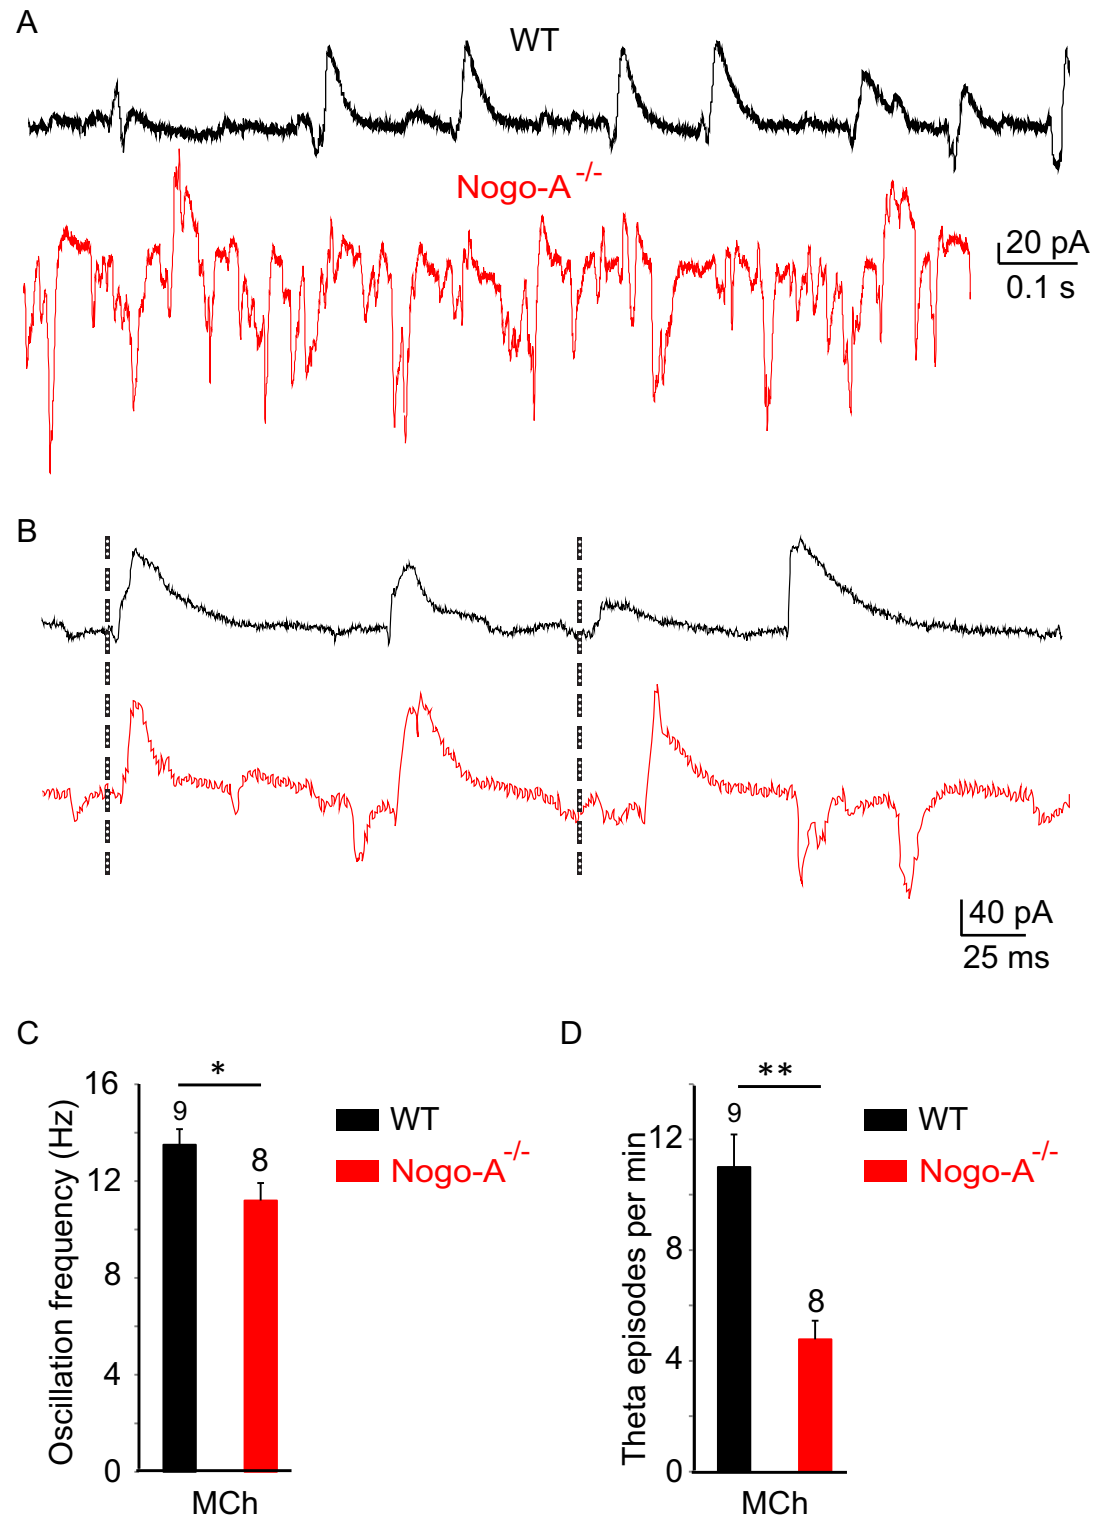 A
WT
Nogo-A-/-
20 pA
0.1 s
B
40 pA
25 ms
C
D
*
**
16
12
8
4
0
Oscillation frequency (Hz)
9
8
WT
Nogo-A-/-
MCh
12
8
4
0
Theta episodes per min
9
8
WT
Nogo-A-/-
MCh